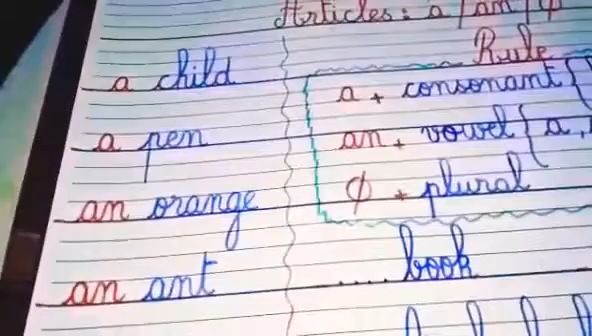 Articles: a / an / ϕ
Rule
a child
a pen
an orange
an ant
a + consonant {
an + vowel { a,
ϕ + plural
.... book